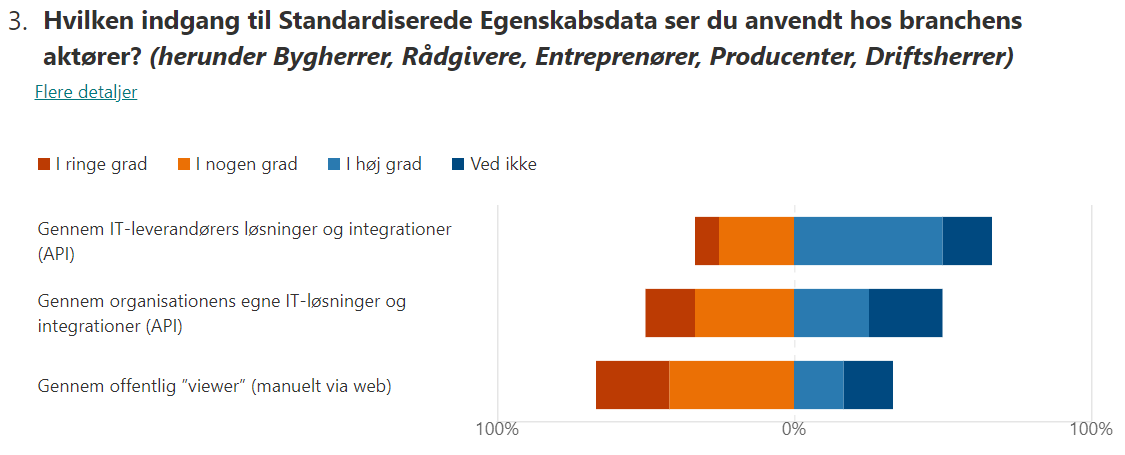 3. Hvilken indgang til Standardiserede Egenskabsdata ser du anvendt hos branchens
aktører? (herunder Bygherrer, Rådgivere, Entreprenører, Producenter, Driftsherrer)
Flere detaljer
I ringe grad I nogen grad I høj grad Ved ikke
Gennem IT-leverandørers løsninger og integrationer
(API)
Gennem organisationens egne IT-løsninger og
integrationer (API)
Gennem offentlig ”viewer” (manuelt via web)
100% 0% 100%